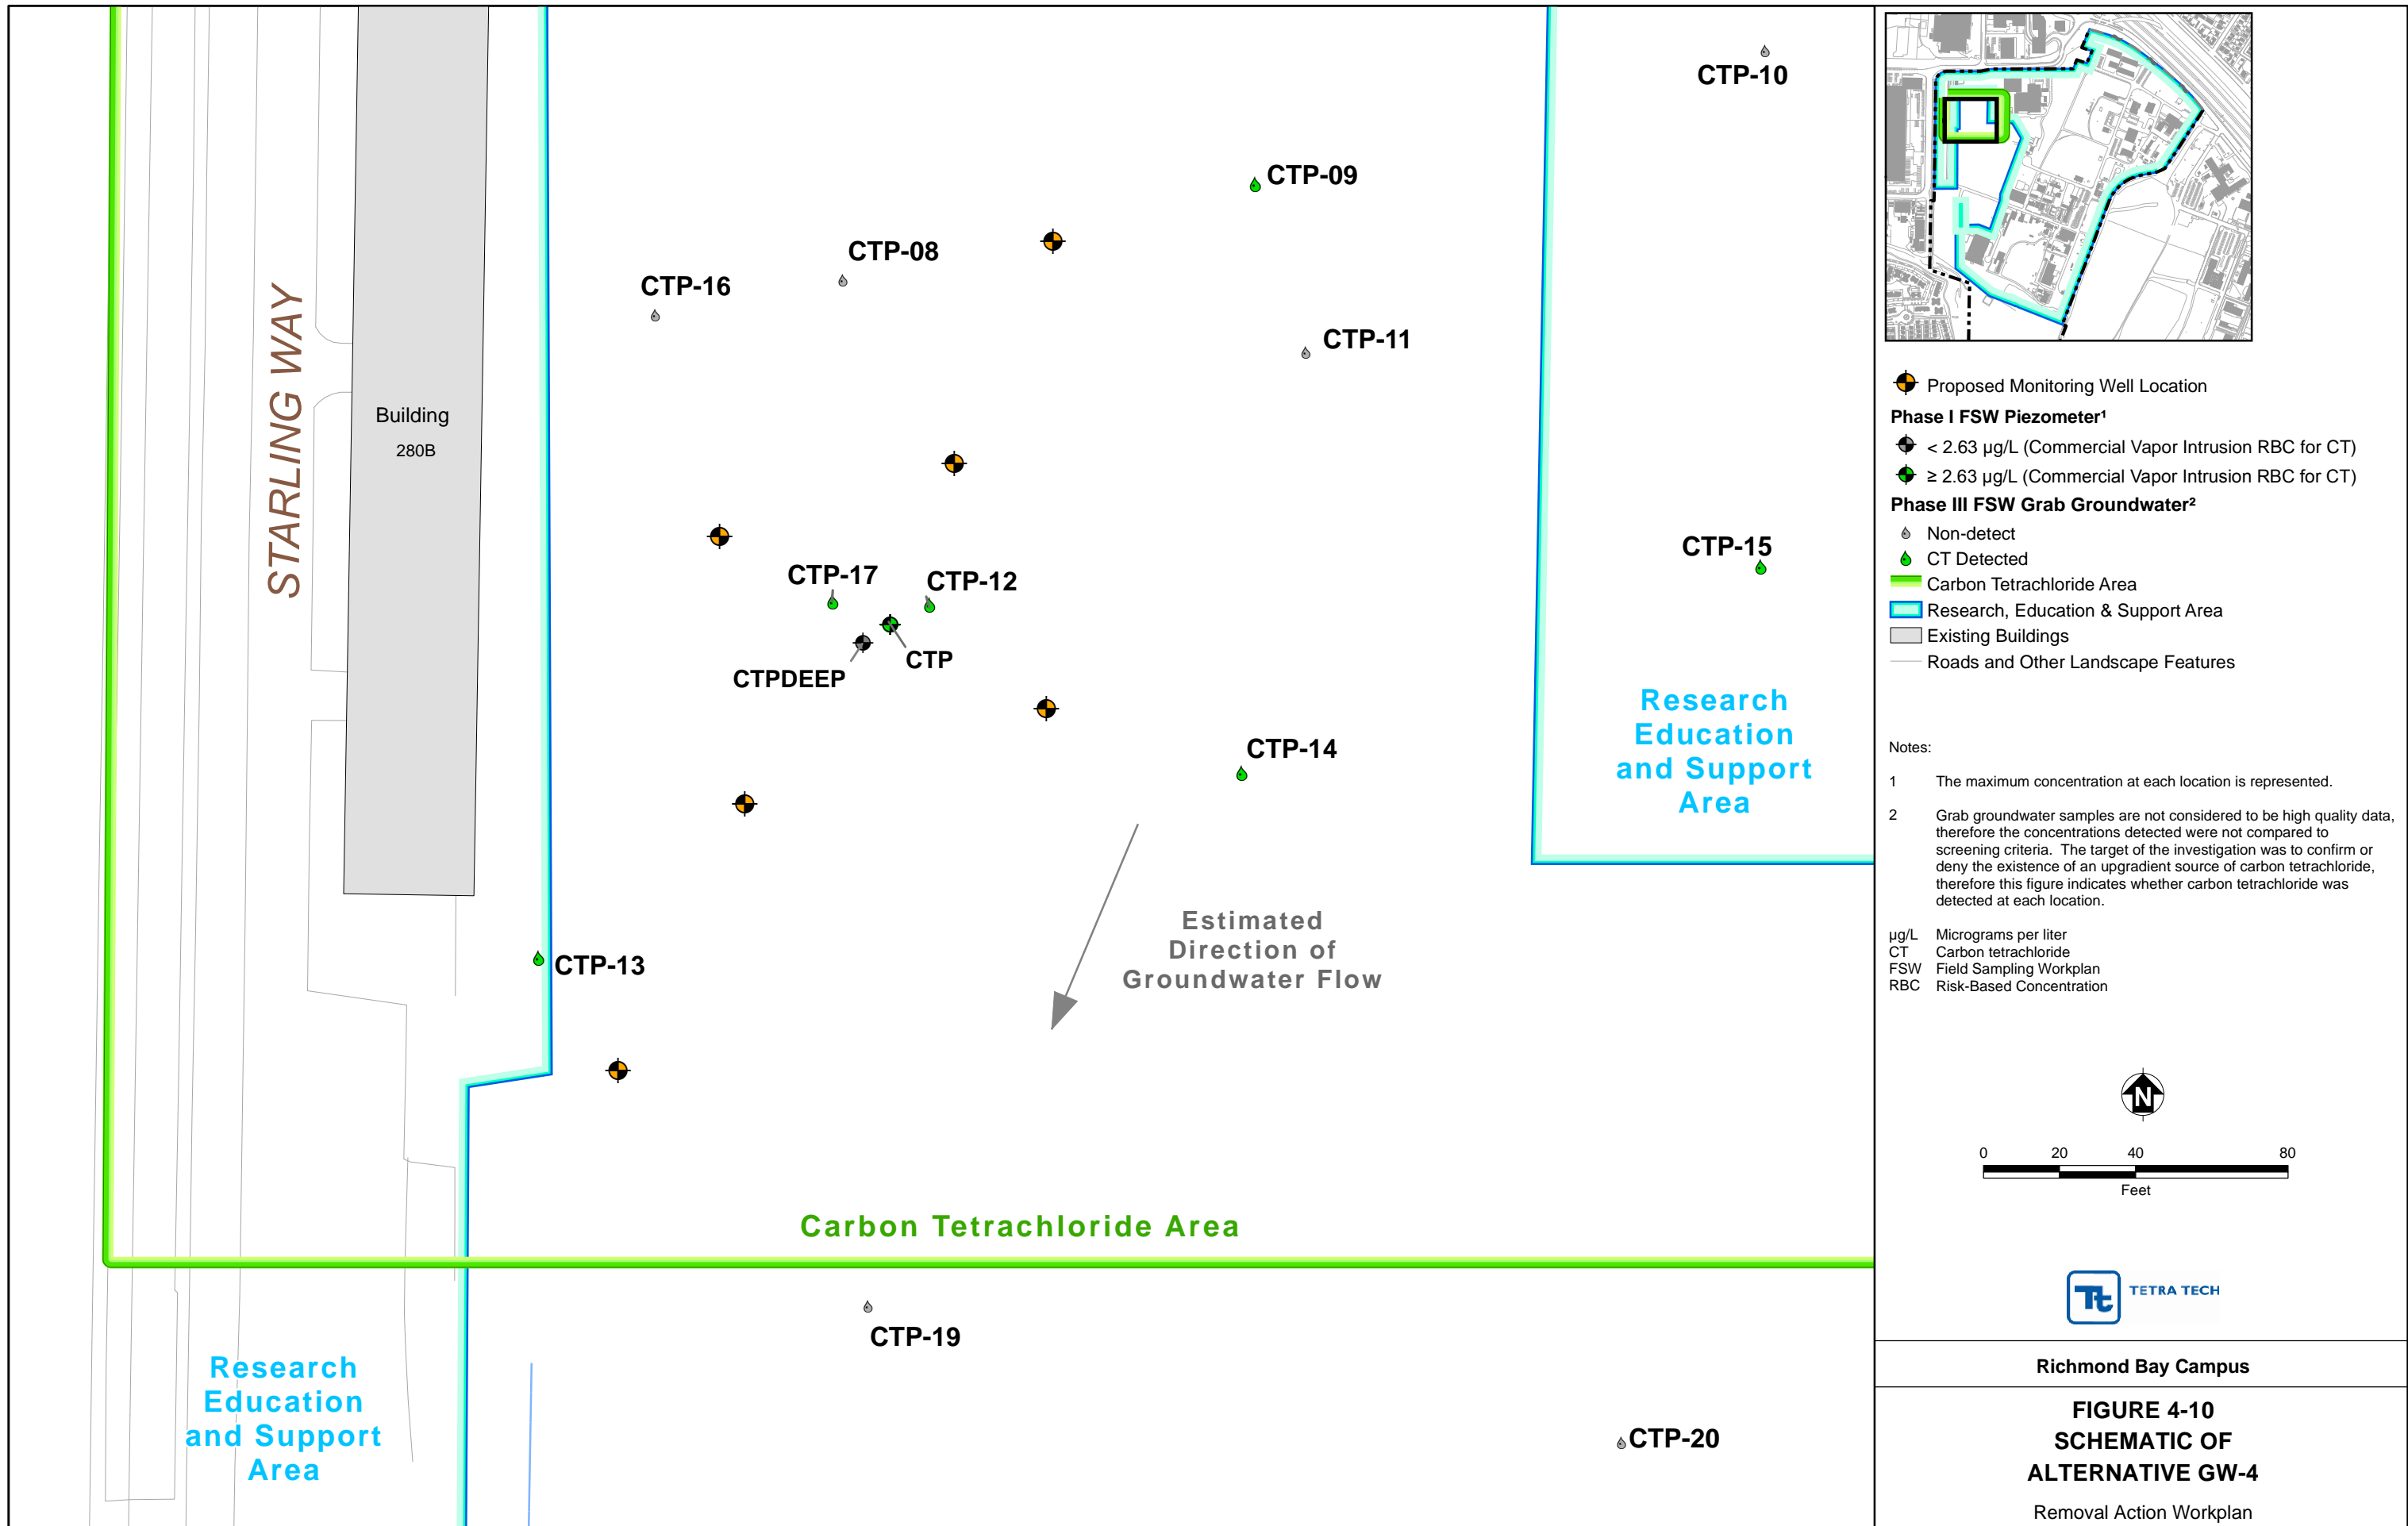 CTP-10
CTP-09
CTP-08
CTP-16
CTP-11
STARLING WAY
Building
280B
CTP-15
CTP-17
CTP-12
CTP
CTPDEEP
Research
Education
and Support
Area
CTP-14
Estimated
Direction of
Groundwater Flow
CTP-13
Carbon Tetrachloride Area
CTP-19
Research
Education
and Support
Area
CTP-20
Proposed Monitoring Well Location
Phase I FSW Piezometer¹
< 2.63 µg/L (Commercial Vapor Intrusion RBC for CT)
≥ 2.63 µg/L (Commercial Vapor Intrusion RBC for CT)
Phase III FSW Grab Groundwater²
Non-detect
CT Detected
Carbon Tetrachloride Area
Research, Education & Support Area
Existing Buildings
Roads and Other Landscape Features
Notes:
1 The maximum concentration at each location is represented.
2 Grab groundwater samples are not considered to be high quality data,
therefore the concentrations detected were not compared to
screening criteria. The target of the investigation was to confirm or
deny the existence of an upgradient source of carbon tetrachloride,
therefore this figure indicates whether carbon tetrachloride was
detected at each location.
µg/L Micrograms per liter
CT Carbon tetrachloride
FSW Field Sampling Workplan
RBC Risk-Based Concentration
N
0 20 40 80
Feet
Tt TETRA TECH
Richmond Bay Campus
FIGURE 4-10
SCHEMATIC OF
ALTERNATIVE GW-4
Removal Action Workplan